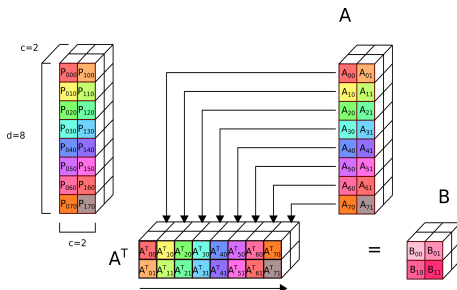 A
c=2
P₀₀₀ P₁₀₀
P₀₁₀ P₁₁₀
P₀₂₀ P₁₂₀
P₀₃₀ P₁₃₀
P₀₄₀ P₁₄₀
P₀₅₀ P₁₅₀
P₀₆₀ P₁₆₀
P₀₇₀ P₁₇₀
d=8
c=2
A₀₀ A₀₁
A₁₀ A₁₁
A₂₀ A₂₁
A₃₀ A₃₁
A₄₀ A₄₁
A₅₀ A₅₁
A₆₀ A₆₁
A₇₀ A₇₁
Aᵀ
Aᵀ₀₀ Aᵀ₁₀ Aᵀ₂₀ Aᵀ₃₀ Aᵀ₄₀ Aᵀ₅₀ Aᵀ₆₀ Aᵀ₇₀
Aᵀ₀₁ Aᵀ₁₁ Aᵀ₂₁ Aᵀ₃₁ Aᵀ₄₁ Aᵀ₅₁ Aᵀ₆₁ Aᵀ₇₁
=
B
B₀₀ B₀₁
B₁₀ B₁₁